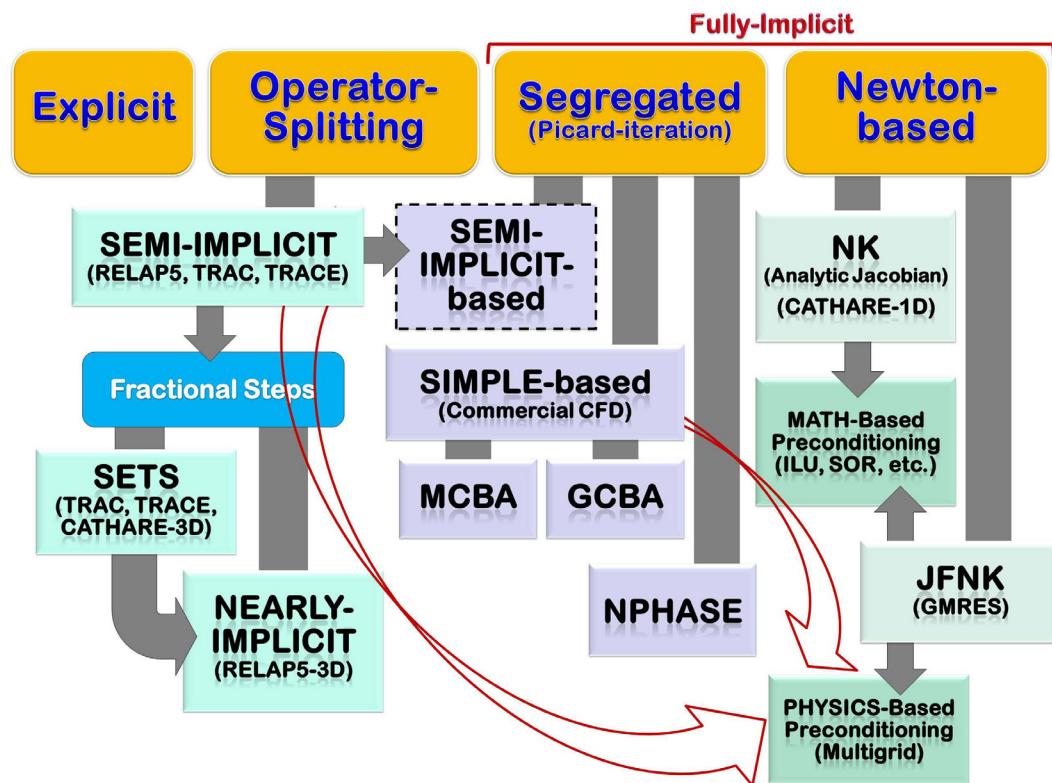 Fully-Implicit
Explicit
Operator-
Splitting
Segregated
(Picard-iteration)
Newton-
based
SEMI-IMPLICIT
(RELAP5, TRAC, TRACE)
SEMI-
IMPLICIT-
based
NK
(Analytic Jacobian)
(CATHARE-1D)
Fractional Steps
SIMPLE-based
(Commercial CFD)
MATH-Based
Preconditioning
(ILU, SOR, etc.)
SETS
(TRAC, TRACE,
CATHARE-3D)
MCBA
GCBA
JFNK
(GMRES)
NEARLY-
IMPLICIT
(RELAP5-3D)
NPHASE
PHYSICS-Based
Preconditioning
(Multigrid)